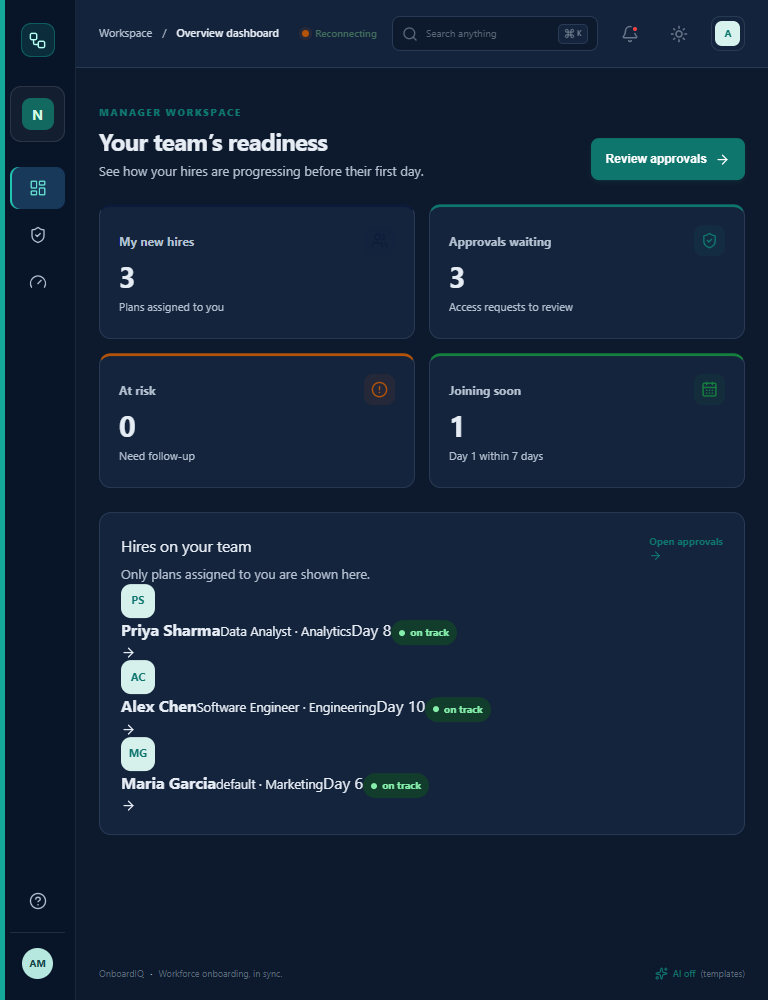 Workspace / Overview dashboard
Reconnecting
Search anything
⌘ K
A
N
MANAGER WORKSPACE
Your team’s readiness
See how your hires are progressing before their first day.
Review approvals →
My new hires
3
Plans assigned to you
Approvals waiting
3
Access requests to review
At risk
0
Need follow-up
Joining soon
1
Day 1 within 7 days
Hires on your team
Open approvals
→
Only plans assigned to you are shown here.
PS
Priya SharmaData Analyst · AnalyticsDay 8 on track
→
AC
Alex ChenSoftware Engineer · EngineeringDay 10 on track
→
MG
Maria Garciadefault · MarketingDay 6 on track
→
AM
OnboardIQ • Workforce onboarding, in sync.
AI off (templates)